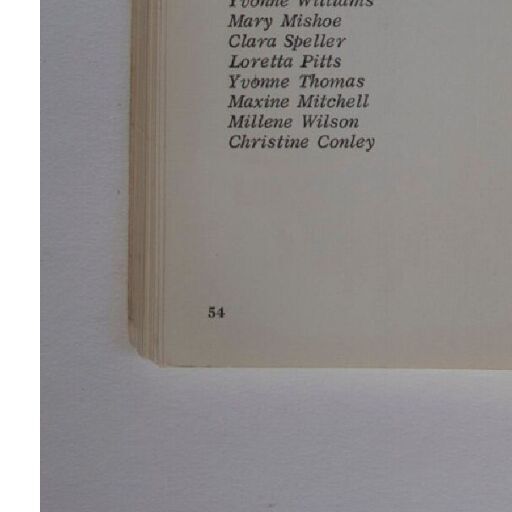 Yvonne Williams
Mary Mishoe
Clara Speller
Loretta Pitts
Yvonne Thomas
Maxine Mitchell
Millene Wilson
Christine Conley
54